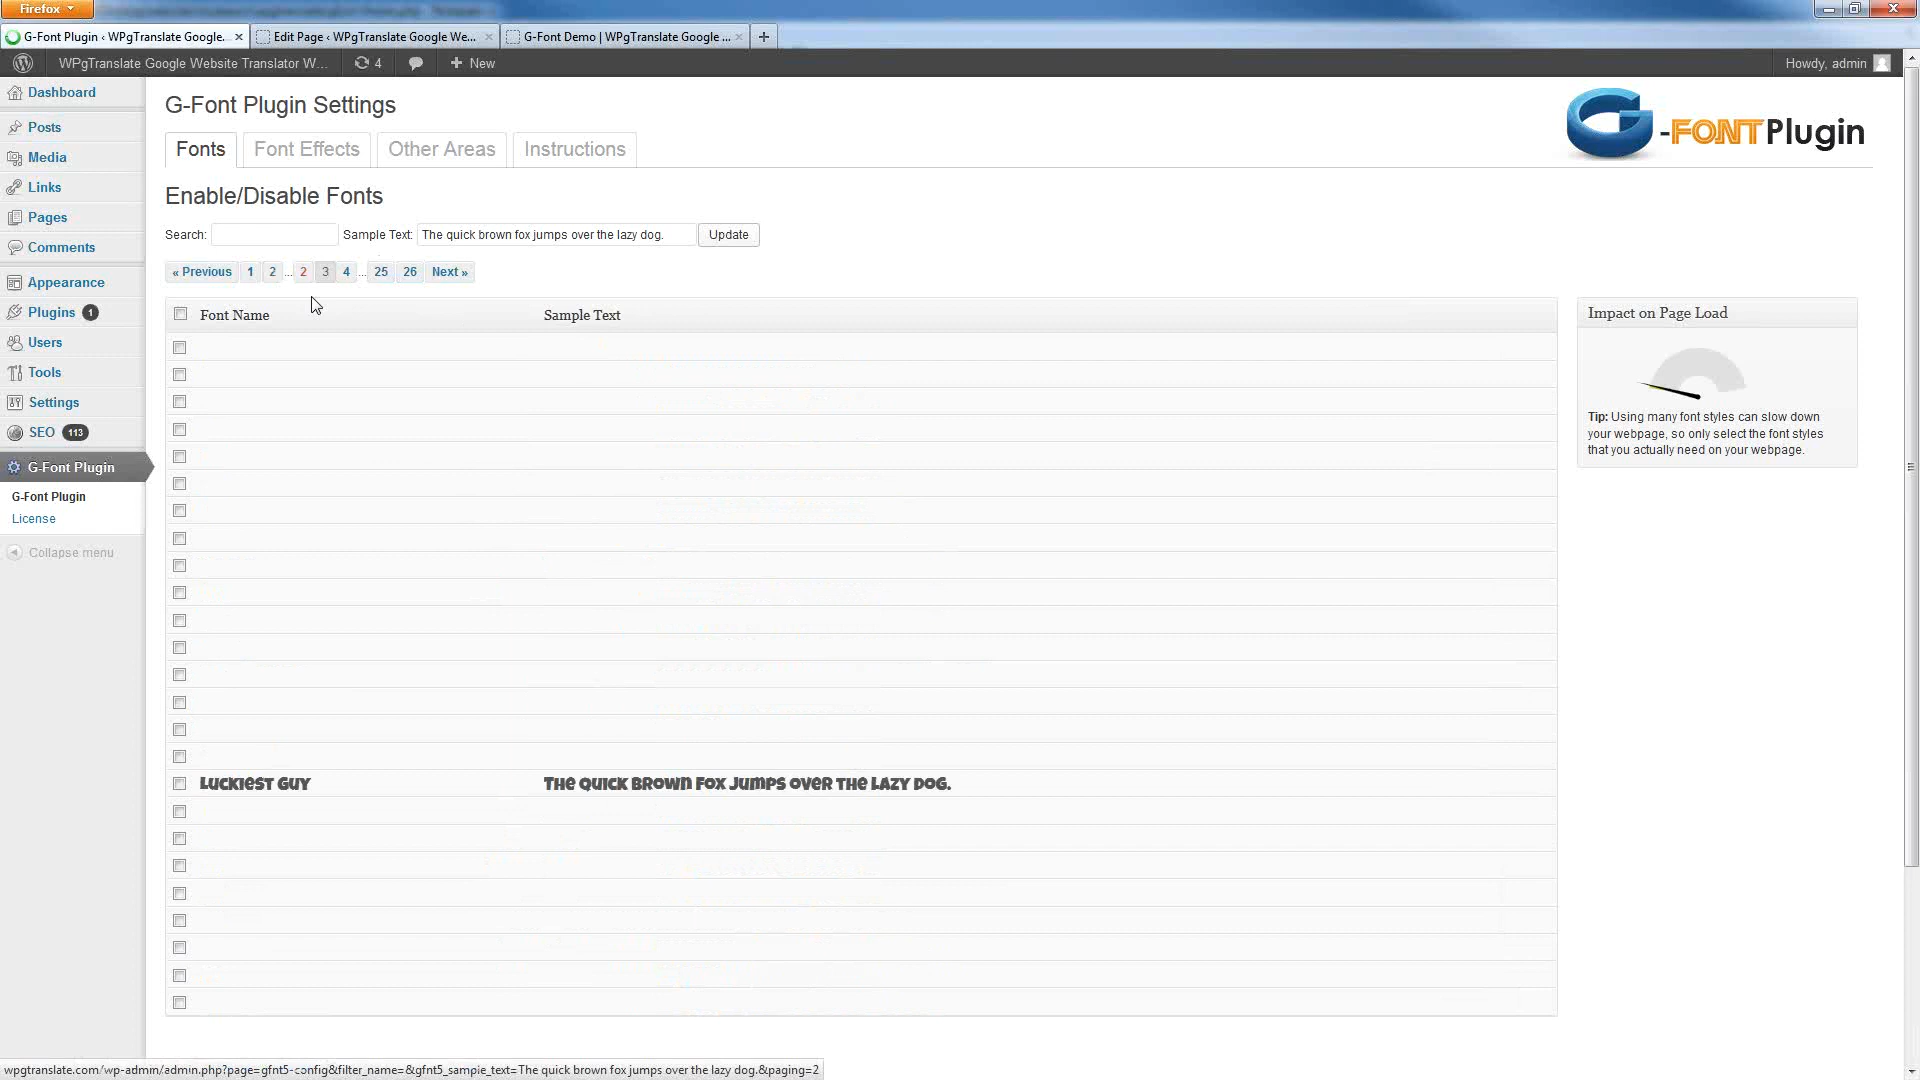 Firefox
G-Font Plugin ‹ WPgTranslate Google...
Edit Page ‹ WPgTranslate Google We...
G-Font Demo | WPgTranslate Google ...
WPgTranslate Google Website Translator W...
4
New
Howdy, admin
Dashboard
Posts
Media
Links
Pages
Comments
Appearance
Plugins 1
Users
Tools
Settings
SEO 113
G-Font Plugin
G-Font Plugin
License
Collapse menu
G-Font Plugin Settings
G-FONTPlugin
Fonts Font Effects Other Areas Instructions
Enable/Disable Fonts
Search: Sample Text: The quick brown fox jumps over the lazy dog. Update
« Previous 1 2 ... 2 3 4 ... 25 26 Next »
Font Name Sample Text
Luckiest Guy The quick brown fox jumps over the lazy dog.
Impact on Page Load
Tip: Using many font styles can slow down
your webpage, so only select the font styles
that you actually need on your webpage.
wpgtranslate.com/wp-admin/admin.php?page=gfnt5-config&filter_name=&gfnt5_sample_text=The quick brown fox jumps over the lazy dog.&paging=2